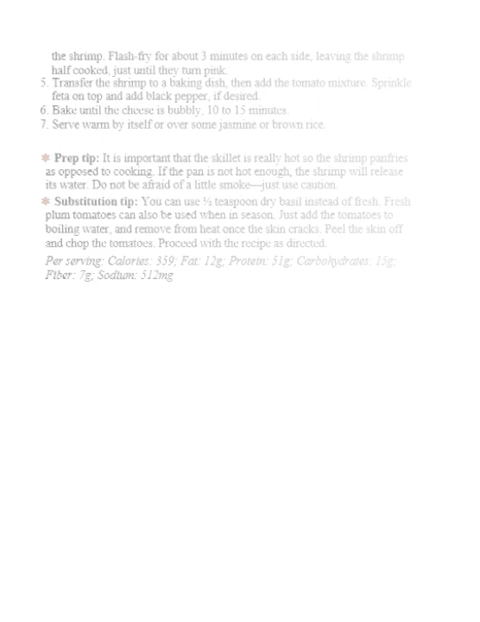 the shrimp. Flash-fry for about 3 minutes on each side, leaving the shrimp
half cooked, just until they turn pink.
5. Transfer the shrimp to a baking dish, then add the tomato mixture. Sprinkle
feta on top and add black pepper, if desired.
6. Bake until the cheese is bubbly, 10 to 15 minutes.
7. Serve warm by itself or over some jasmine or brown rice.
✵ Prep tip: It is important that the skillet is really hot so the shrimp panfries
as opposed to cooking. If the pan is not hot enough, the shrimp will release
its water. Do not be afraid of a little smoke—just use caution.
✵ Substitution tip: You can use ½ teaspoon dry basil instead of fresh. Fresh
plum tomatoes can also be used when in season. Just add the tomatoes to
boiling water, and remove from heat once the skin cracks. Peel the skin off
and chop the tomatoes. Proceed with the recipe as directed.
Per serving: Calories: 359; Fat: 12g; Protein: 51g; Carbohydrates: 15g;
Fiber: 7g; Sodium: 512mg